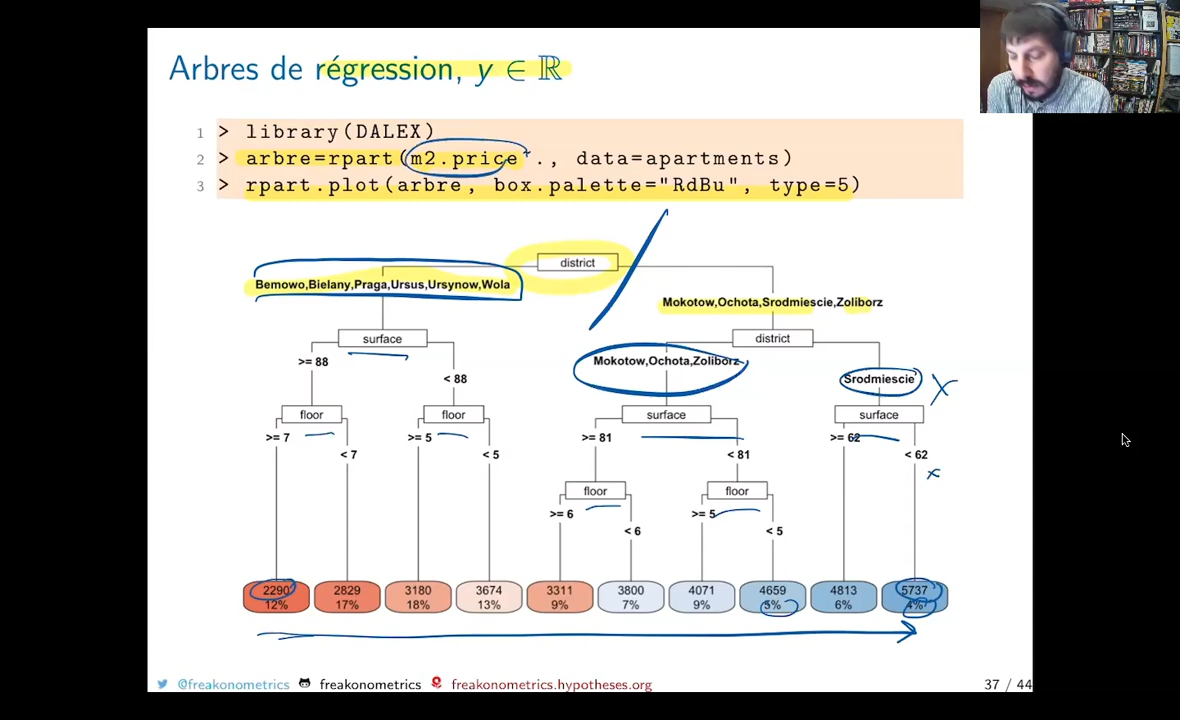 Arbres de régression, y ∈ ℝ
1 > library(DALEX)
2 > arbre=rpart(m2.price~., data=apartments)
3 > rpart.plot(arbre, box.palette="RdBu", type=5)
district
Bemowo,Bielany,Praga,Ursus,Ursynow,Wola
Mokotow,Ochota,Srodmiescie,Zoliborz
surface
district
>= 88
< 88
Mokotow,Ochota,Zoliborz
Srodmiescie
floor
floor
surface
surface
>= 7
< 7
>= 5
< 5
>= 81
< 81
>= 62
< 62
floor
floor
>= 6
< 6
>= 5
< 5
2290 2829 3180 3674 3311 3800 4071 4659 4813 5737
12% 17% 18% 13% 9% 7% 9% 5% 6% 4%
@freakonometrics freakonometrics freakonometrics.hypotheses.org 37 / 44